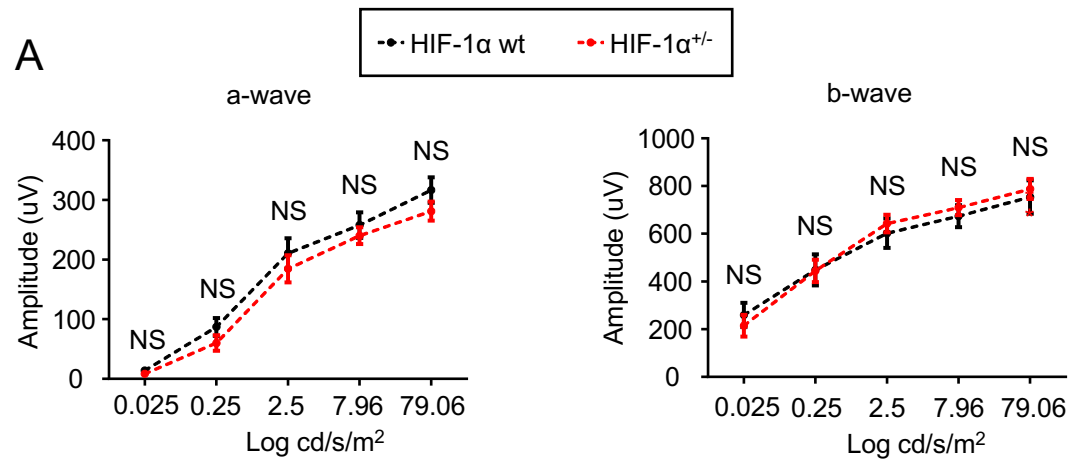 HIF-1α wt
HIF-1α+/-
A
a-wave
Amplitude (uV)
400
300
200
100
0
NS
NS
NS
NS
NS
0.025
0.25
2.5
7.96
79.06
Log cd/s/m²
b-wave
Amplitude (uV)
1000
800
600
400
200
0
NS
NS
NS
NS
NS
0.025
0.25
2.5
7.96
79.06
Log cd/s/m²